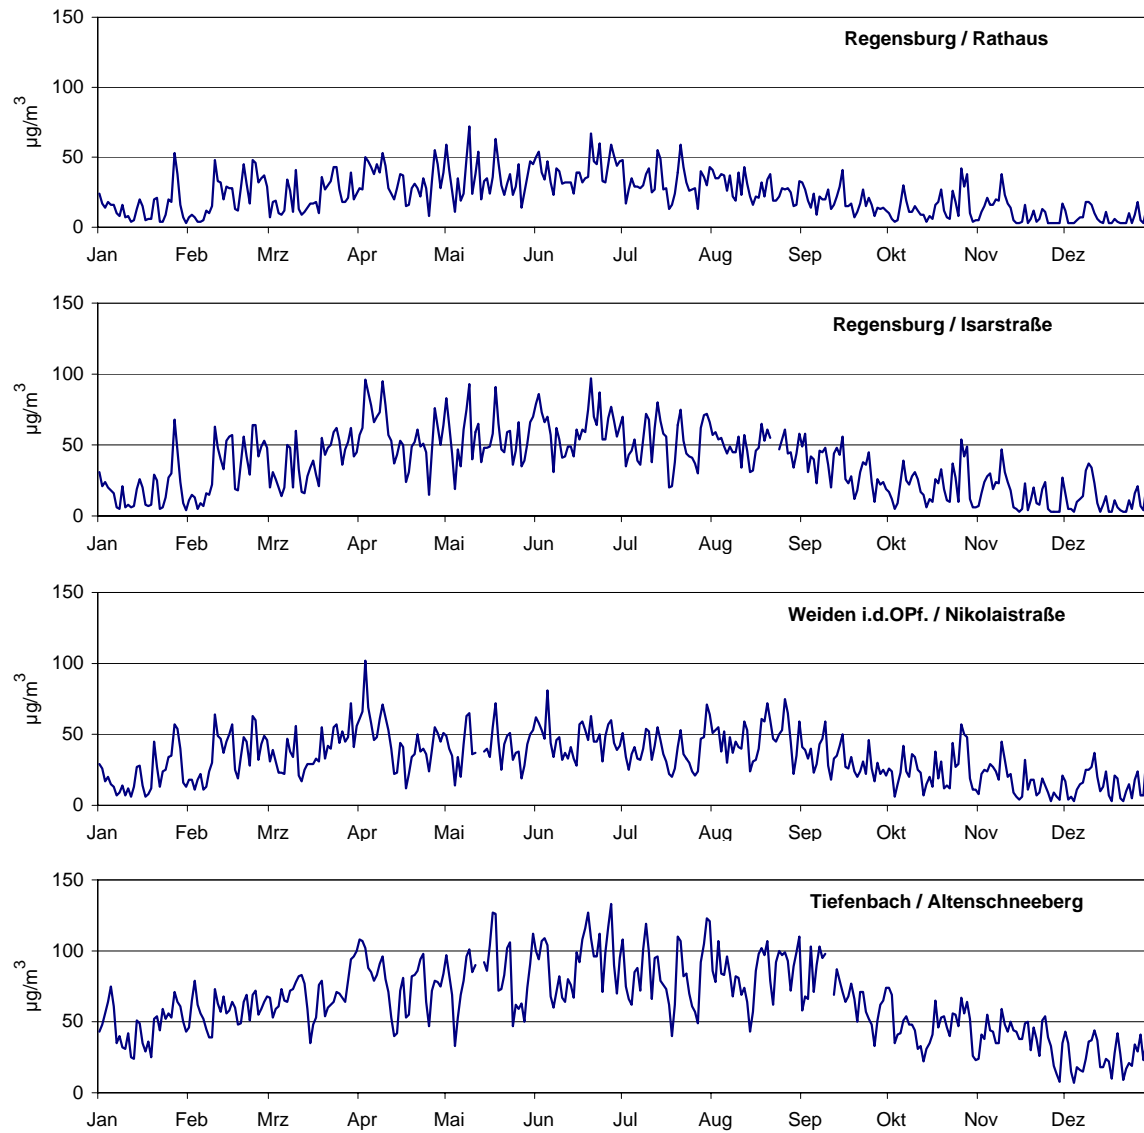 150
Regensburg / Rathaus
100
µg/m³
50
0
Jan Feb Mrz Apr Mai Jun Jul Aug Sep Okt Nov Dez
150
Regensburg / Isarstraße
100
µg/m³
50
0
Jan Feb Mrz Apr Mai Jun Jul Aug Sep Okt Nov Dez
150
Weiden i.d.OPf. / Nikolaistraße
100
µg/m³
50
0
Jan Feb Mrz Apr Mai Jun Jul Aug Sep Okt Nov Dez
150
Tiefenbach / Altenschneeberg
100
µg/m³
50
0
Jan Feb Mrz Apr Mai Jun Jul Aug Sep Okt Nov Dez